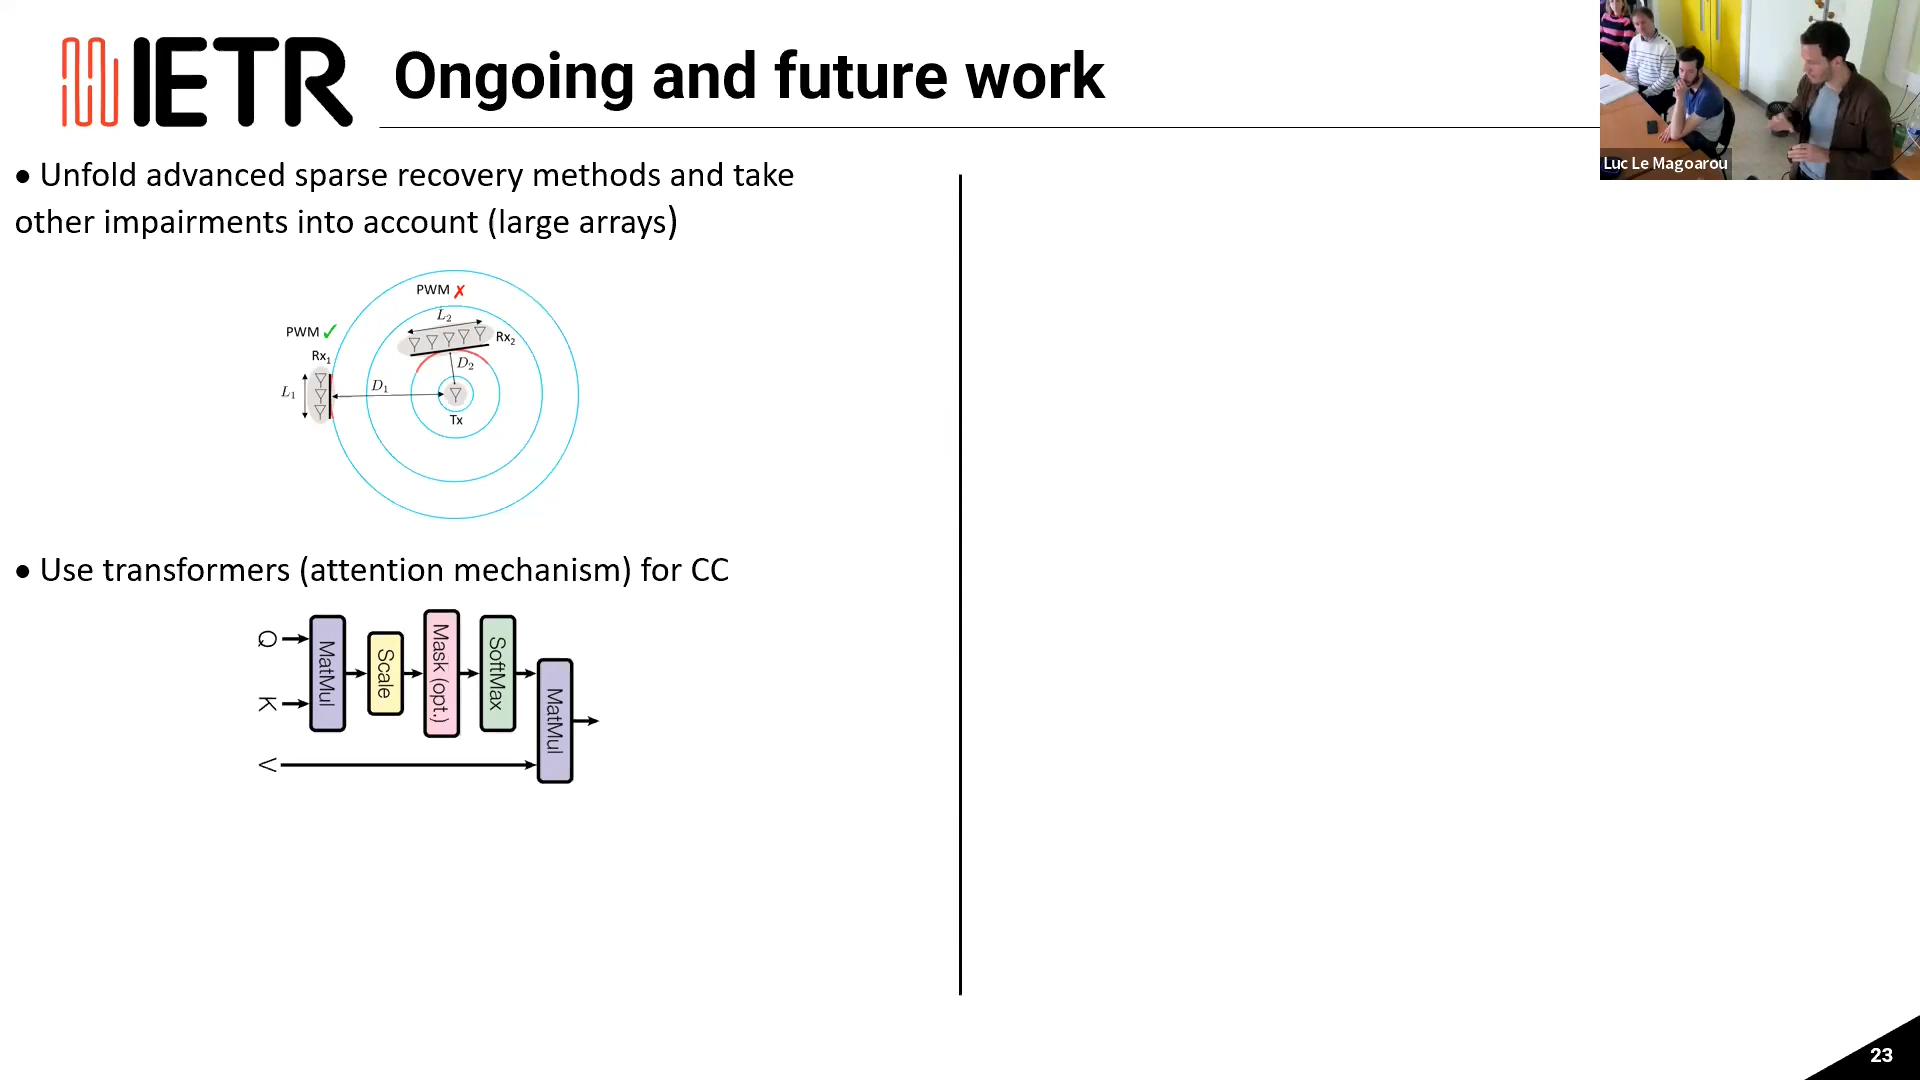 IETR
Ongoing and future work
Luc Le Magoarou
• Unfold advanced sparse recovery methods and take
other impairments into account (large arrays)
PWM ✗
L₂
PWM ✓
Rx₂
Rx₁
D₂
L₁
D₁
Tx
• Use transformers (attention mechanism) for CC
Q
K
V
MatMul
Scale
Mask (opt.)
SoftMax
MatMul
23